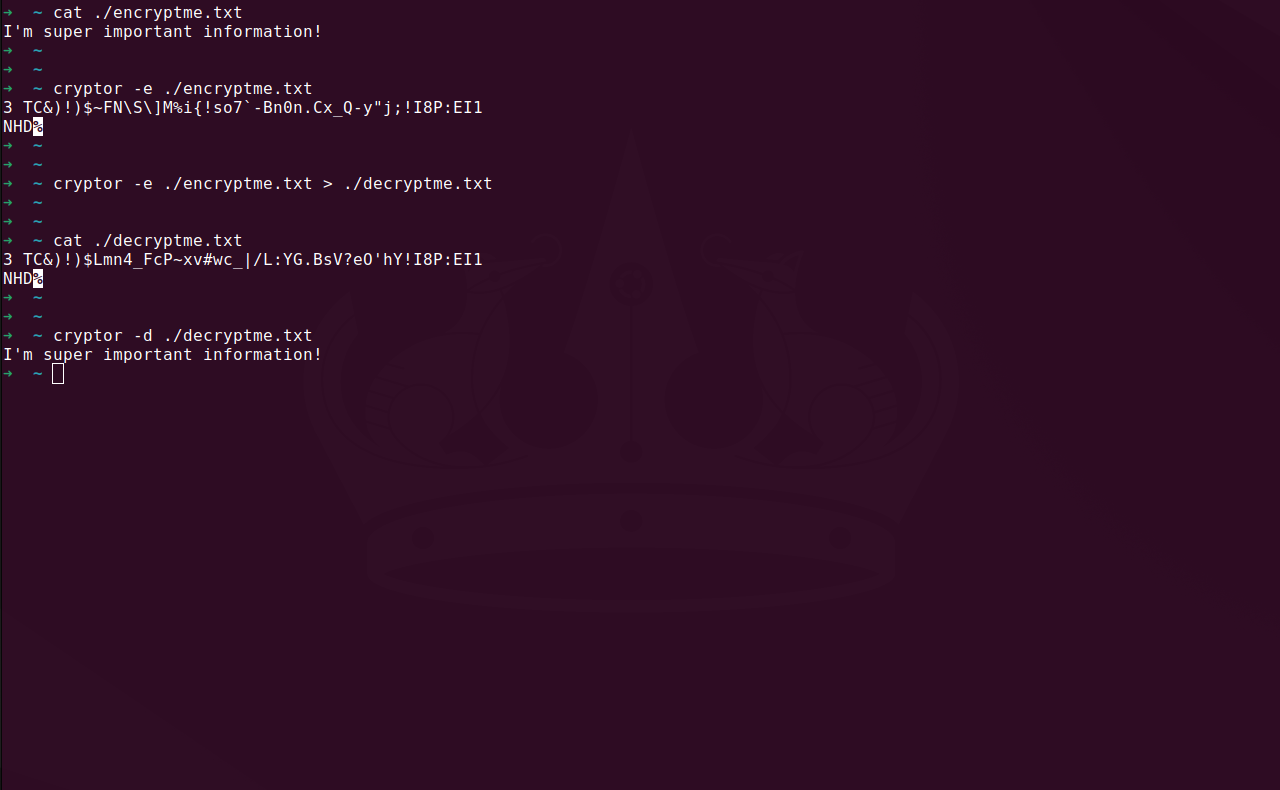 ➜  ~ cat ./encryptme.txt
I'm super important information!
➜  ~
➜  ~
➜  ~ cryptor -e ./encryptme.txt
3 TC&)!)$~FN\S\]M%i{!so7`-Bn0n.Cx_Q-y"j;!I8P:EI1
NHD%
➜  ~
➜  ~
➜  ~ cryptor -e ./encryptme.txt > ./decryptme.txt
➜  ~
➜  ~
➜  ~ cat ./decryptme.txt
3 TC&)!)$Lmn4_FcP~xv#wc_|/L:YG.BsV?eO'hY!I8P:EI1
NHD%
➜  ~
➜  ~
➜  ~ cryptor -d ./decryptme.txt
I'm super important information!
➜  ~